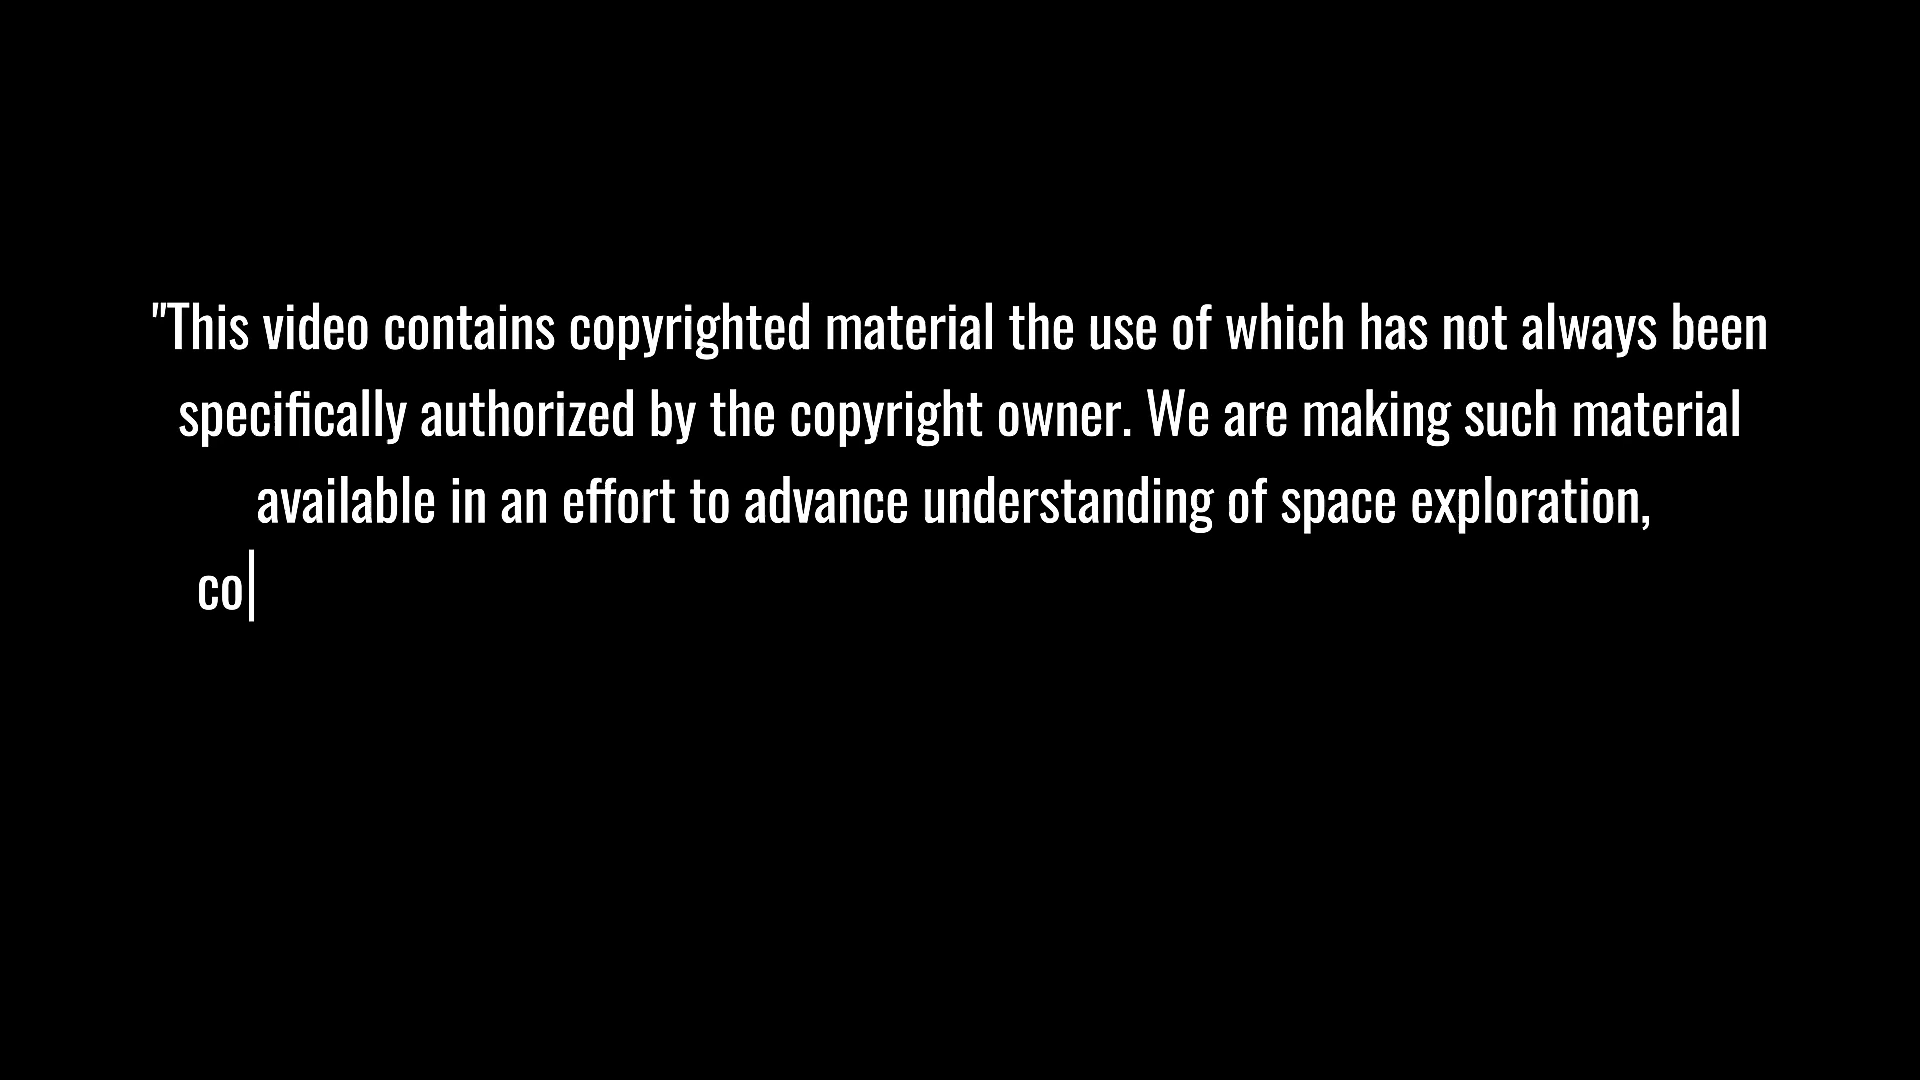 "This video contains copyrighted material the use of which has not always been
specifically authorized by the copyright owner. We are making such material
available in an effort to advance understanding of space exploration,
co